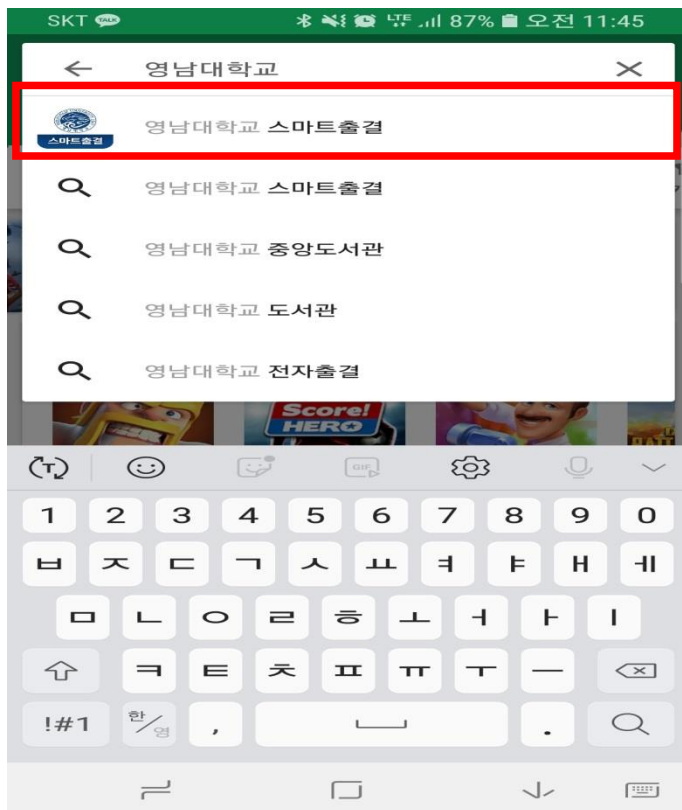 SKT TALK LTE 87% 오전 11:45
영남대학교
스마트출결
영남대학교 스마트출결
영남대학교 스마트출결
영남대학교 중앙도서관
영남대학교 도서관
영남대학교 전자출결
Score!
HERO
T GIF
1 2 3 4 5 6 7 8 9 0
ㅂ ㅈ ㄷ ㄱ ㅅ ㅛ ㅕ ㅑ ㅐ ㅔ
ㅁ ㄴ ㅇ ㄹ ㅎ ㅗ ㅓ ㅏ ㅣ
ㅋ ㅌ ㅊ ㅍ ㅠ ㅜ ㅡ
!#1 한/영 , .